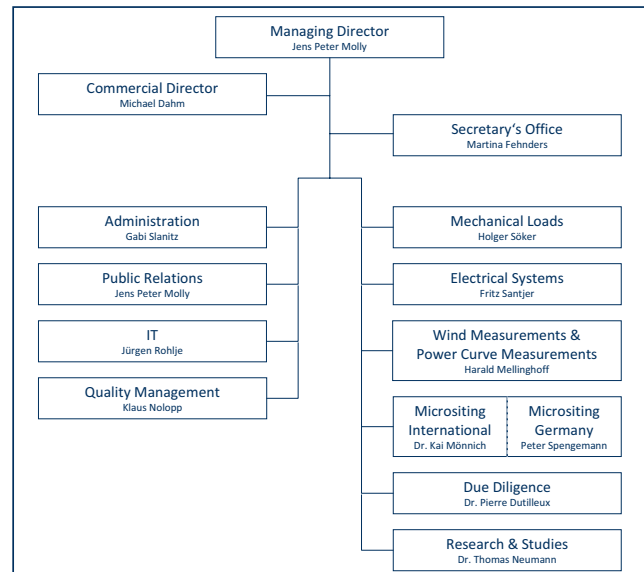 Managing Director
Jens Peter Molly
Commercial Director
Michael Dahm
Secretary‘s Office
Martina Fehnders
Administration
Gabi Slanitz
Public Relations
Jens Peter Molly
IT
Jürgen Rohlje
Quality Management
Klaus Nolopp
Mechanical Loads
Holger Söker
Electrical Systems
Fritz Santjer
Wind Measurements &
Power Curve Measurements
Harald Mellinghoff
Micrositing
International
Dr. Kai Mönnich
Micrositing
Germany
Peter Spengemann
Due Diligence
Dr. Pierre Dutilleux
Research & Studies
Dr. Thomas Neumann